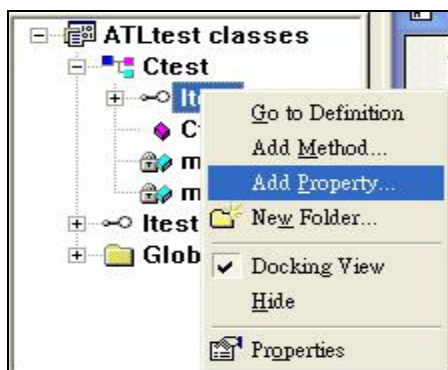 ATLtest classes
Ctest
Go to Definition
Add Method...
Add Property...
New Folder...
Itest
Docking View
Hide
Properties